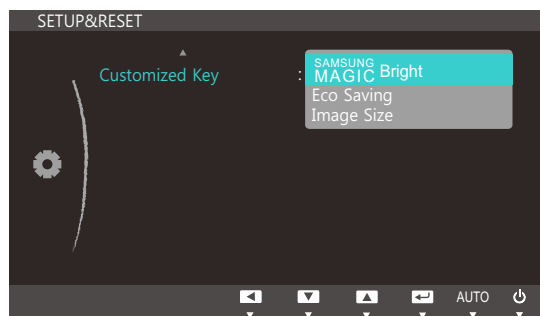 SETUP&RESET
Customized Key : SAMSUNG MAGIC Bright
Eco Saving
Image Size
AUTO